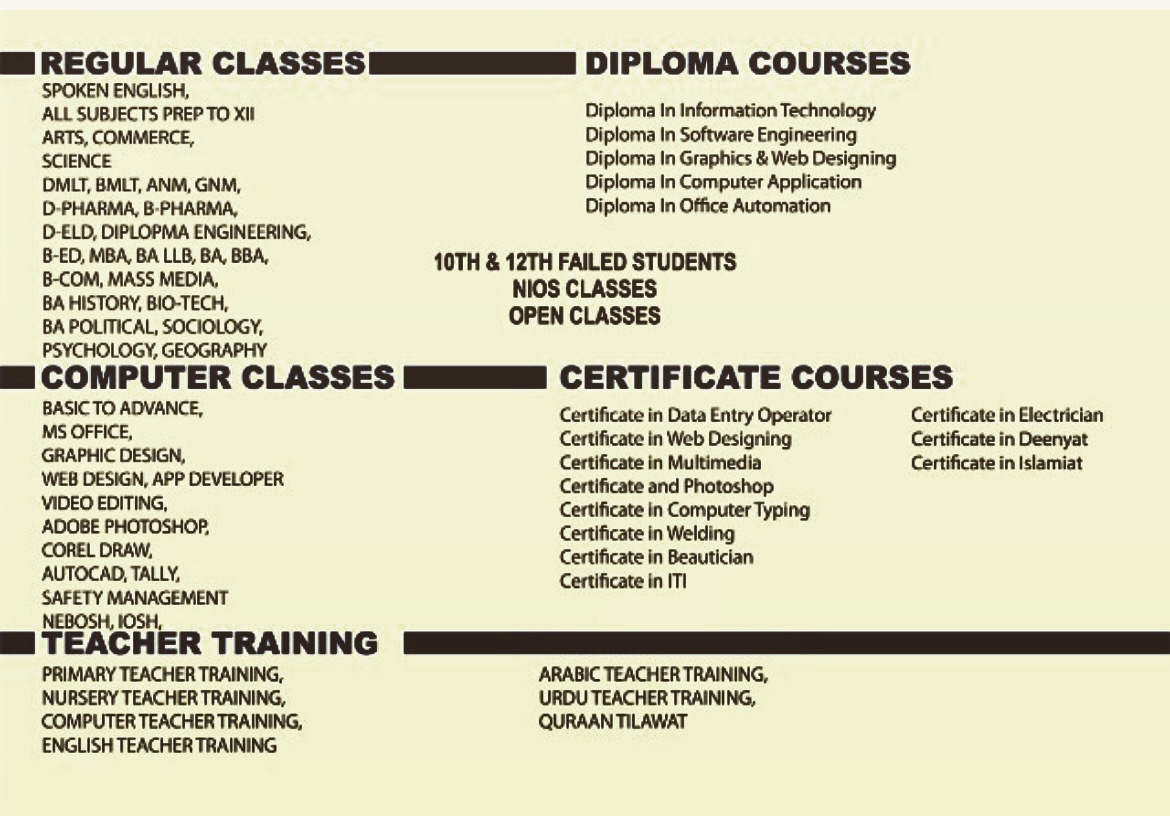 REGULAR CLASSES
SPOKEN ENGLISH,
ALL SUBJECTS PREP TO XII
ARTS, COMMERCE,
SCIENCE
DMLT, BMLT, ANM, GNM,
D-PHARMA, B-PHARMA,
D-ELD, DIPLOPMA ENGINEERING,
B-ED, MBA, BA LLB, BA, BBA,
B-COM, MASS MEDIA,
BA HISTORY, BIO-TECH,
BA POLITICAL, SOCIOLOGY,
PSYCHOLOGY, GEOGRAPHY
DIPLOMA COURSES
Diploma In Information Technology
Diploma In Software Engineering
Diploma In Graphics & Web Designing
Diploma In Computer Application
Diploma In Office Automation
10TH & 12TH FAILED STUDENTS
NIOS CLASSES
OPEN CLASSES
COMPUTER CLASSES
BASIC TO ADVANCE,
MS OFFICE,
GRAPHIC DESIGN,
WEB DESIGN, APP DEVELOPER
VIDEO EDITING,
ADOBE PHOTOSHOP,
COREL DRAW,
AUTOCAD, TALLY,
SAFETY MANAGEMENT
NEBOSH, IOSH,
CERTIFICATE COURSES
Certificate in Data Entry Operator
Certificate in Web Designing
Certificate in Multimedia
Certificate and Photoshop
Certificate in Computer Typing
Certificate in Welding
Certificate in Beautician
Certificate in ITI
Certificate in Electrician
Certificate in Deenyat
Certificate in Islamiat
TEACHER TRAINING
PRIMARY TEACHER TRAINING,
NURSERY TEACHER TRAINING,
COMPUTER TEACHER TRAINING,
ENGLISH TEACHER TRAINING
ARABIC TEACHER TRAINING,
URDU TEACHER TRAINING,
QURAAN TILAWAT